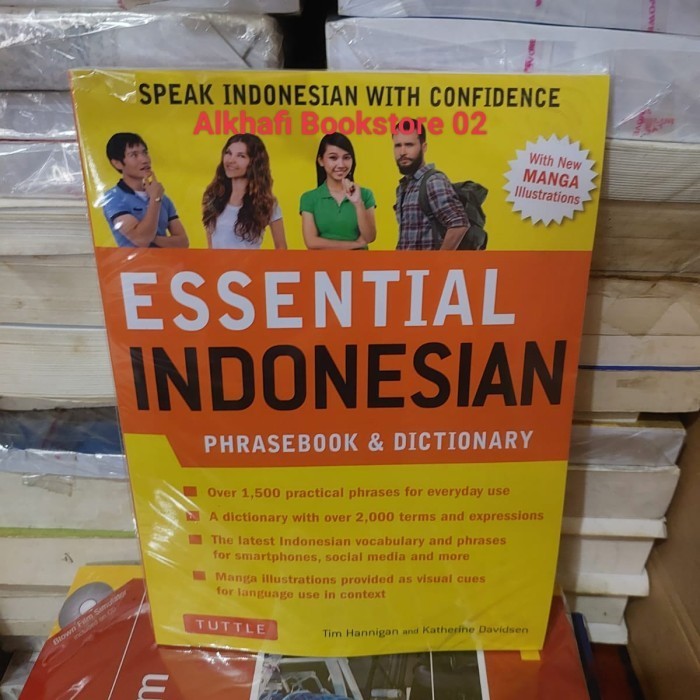 SPEAK INDONESIAN WITH CONFIDENCE
Alkhafi Bookstore 02
With New
MANGA
Illustrations
ESSENTIAL
INDONESIAN
PHRASEBOOK & DICTIONARY
Over 1,500 practical phrases for everyday use
A dictionary with over 2,000 terms and expressions
The latest Indonesian vocabulary and phrases
for smartphones, social media and more
Manga illustrations provided as visual cues
for language use in context
TUTTLE
Tim Hannigan and Katherine Davidsen
Blown Film Simulator
m